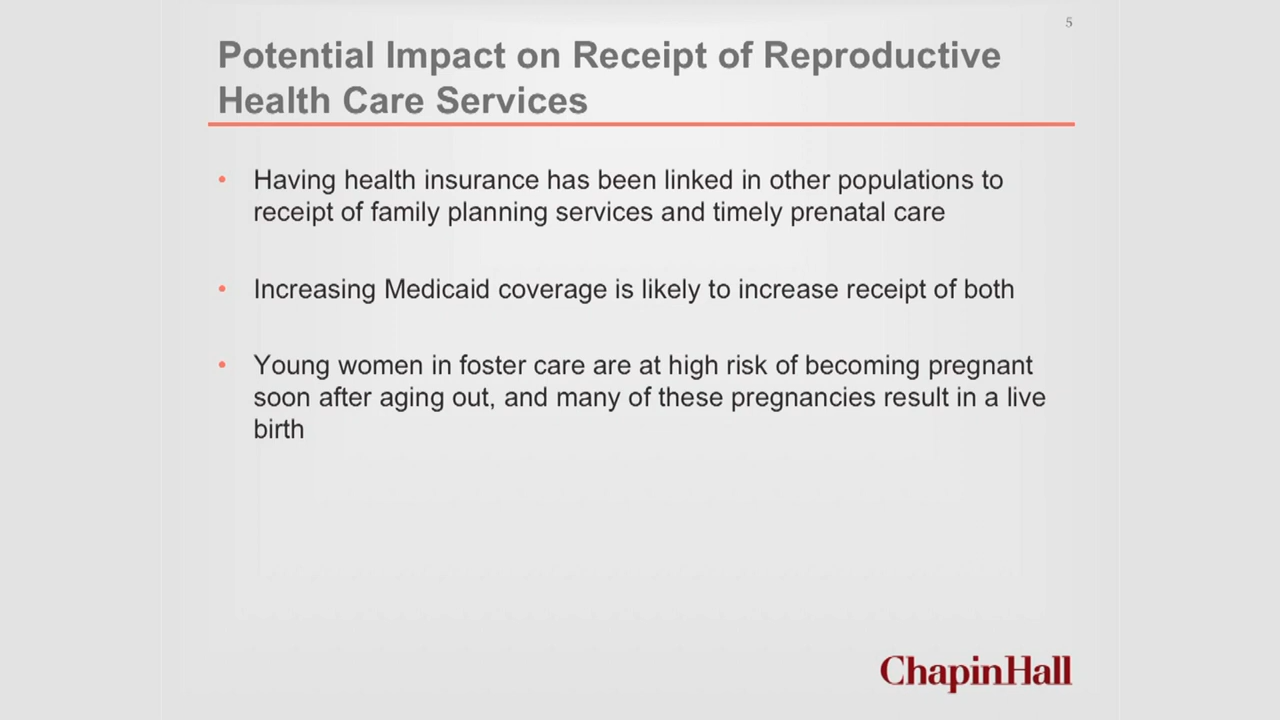 5
Potential Impact on Receipt of Reproductive
Health Care Services
• Having health insurance has been linked in other populations to
receipt of family planning services and timely prenatal care
• Increasing Medicaid coverage is likely to increase receipt of both
• Young women in foster care are at high risk of becoming pregnant
soon after aging out, and many of these pregnancies result in a live
birth
ChapinHall